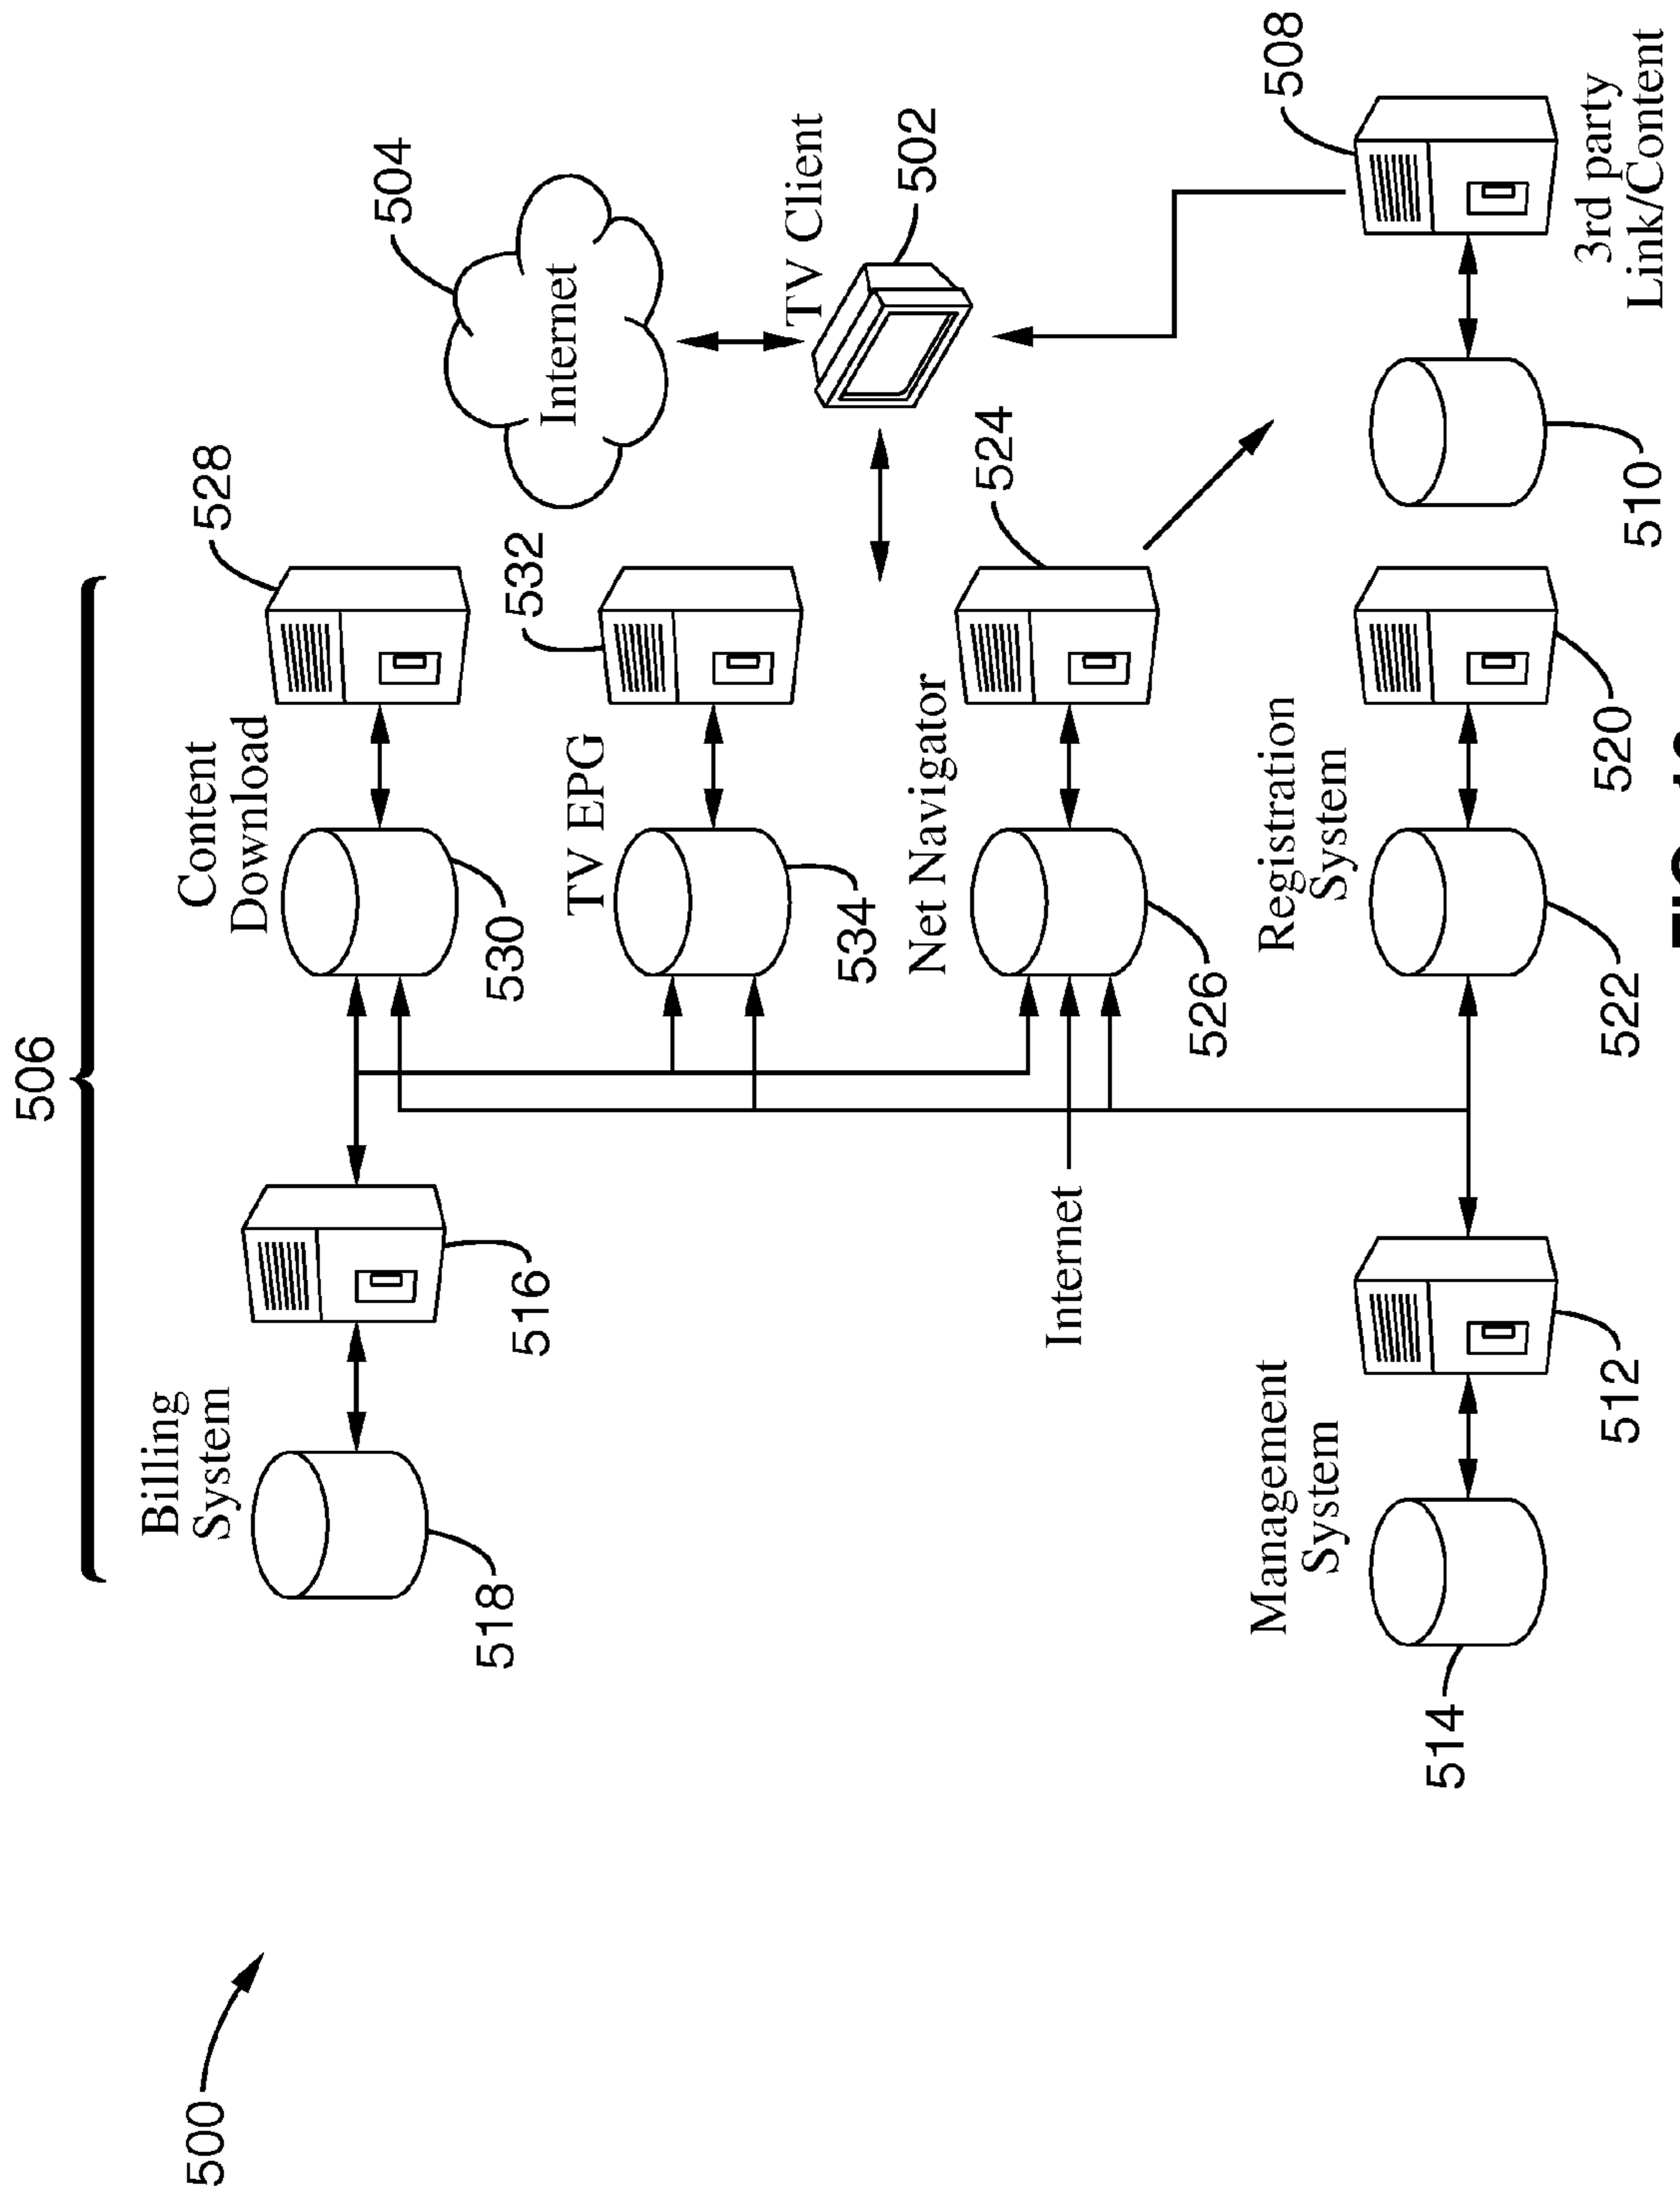 506
528
504
Content
Download
532
Internet
Billing
System
530
TV EPG
TV Client
502
518
516
534
Net Navigator
524
508
Internet
526
Management
System
Registration
System
3rd party
Link/Content
514
512
522
520
510
500